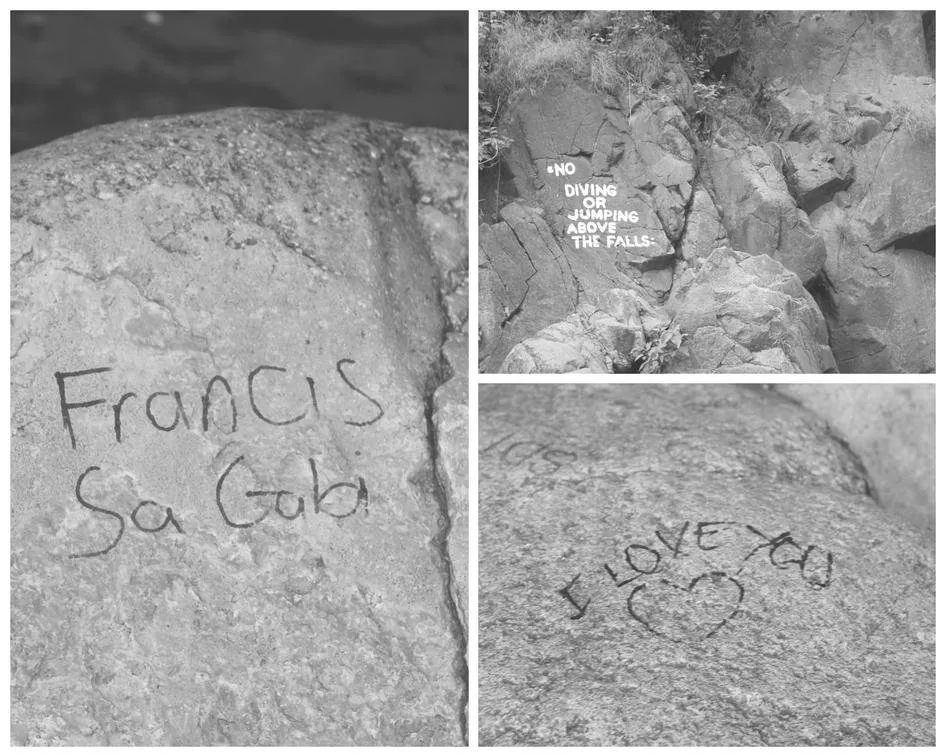 Francis
Sa Gabi
NO
DIVING
OR
JUMPING
ABOVE
THE FALLS
I LOVE YOU